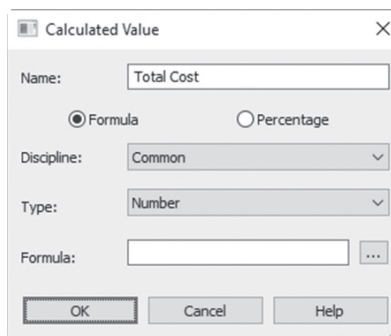 Calculated Value
Name: Total Cost
Formula Percentage
Discipline: Common
Type: Number
Formula: ...
OK Cancel Help